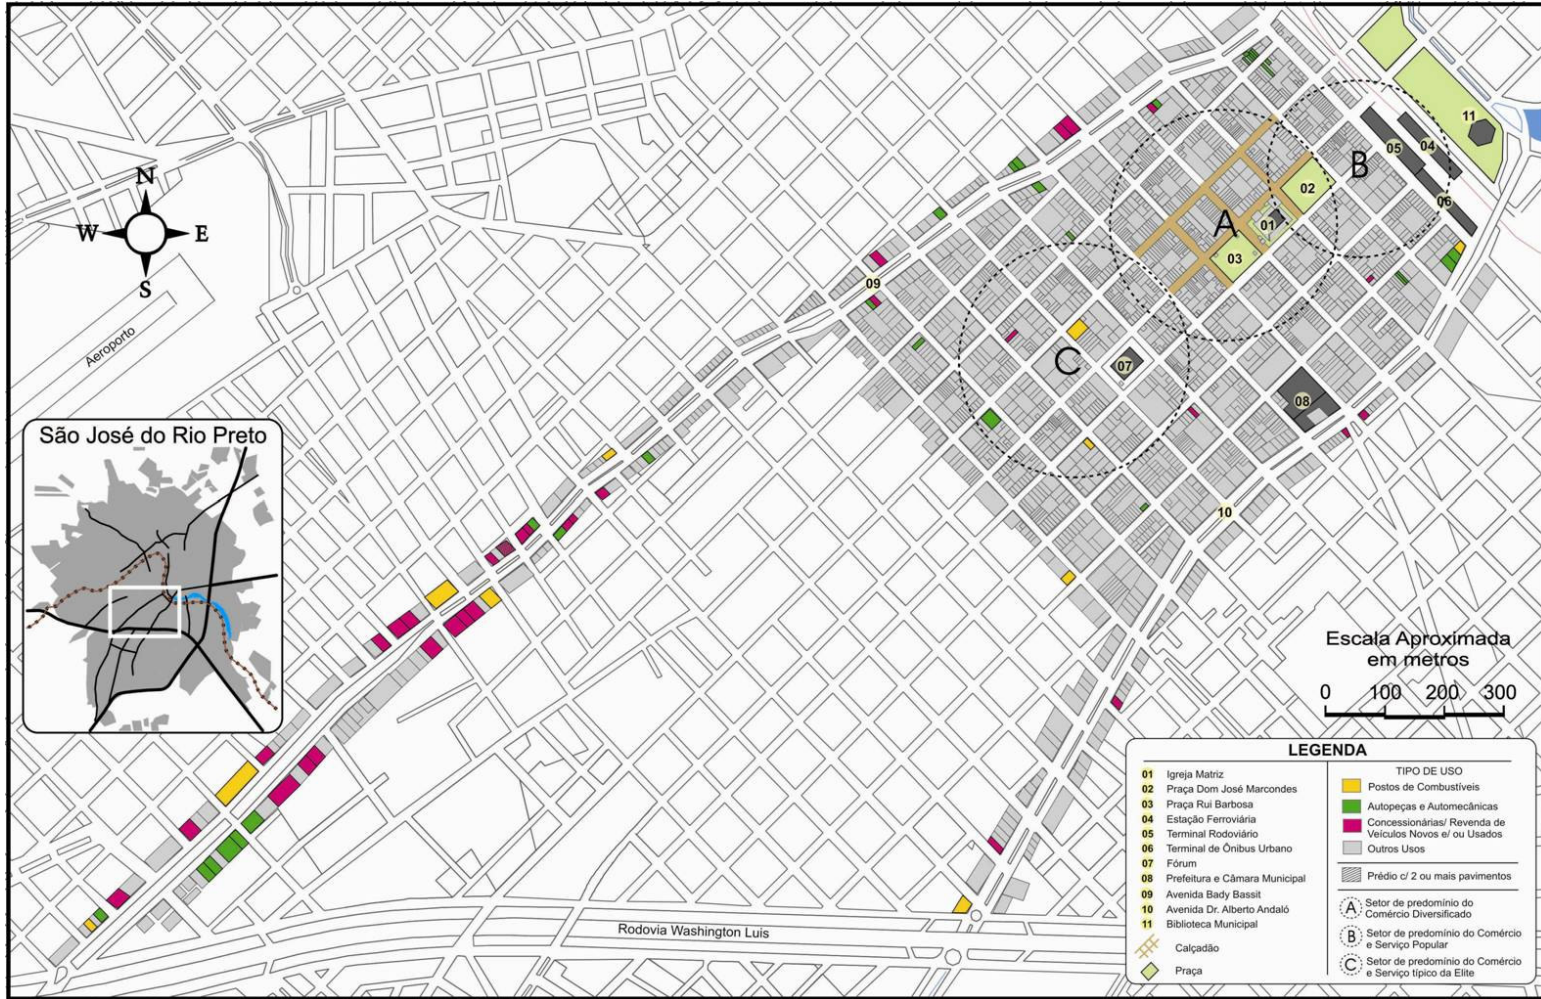 N
W E
S
Aeroporto
São José do Rio Preto
A
B
C
01
02
03
04
05
06
07
08
09
10
11
Rodovia Washington Luis
Escala Aproximada
em metros
0 100 200 300
LEGENDA
01 Igreja Matriz
02 Praça Dom José Marcondes
03 Praça Rui Barbosa
04 Estação Ferroviária
05 Terminal Rodoviário
06 Terminal de Ônibus Urbano
07 Fórum
08 Prefeitura e Câmara Municipal
09 Avenida Bady Bassit
10 Avenida Dr. Alberto Andaló
11 Biblioteca Municipal
Calçadão
Praça
TIPO DE USO
Postos de Combustíveis
Autopeças e Automecânicas
Concessionárias/ Revenda de
Veículos Novos e/ ou Usados
Outros Usos
Prédio c/ 2 ou mais pavimentos
A Setor de predomínio do
Comércio Diversificado
B Setor de predomínio do Comércio
e Serviço Popular
C Setor de predomínio do Comércio
e Serviço típico da Elite